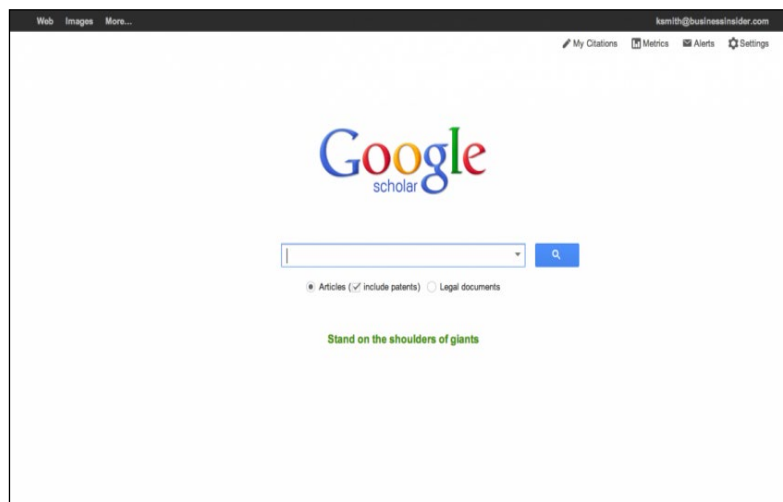 Web Images More... ksmith@businessinsider.com
My Citations Metrics Alerts Settings
Google
scholar
Articles ( include patents) Legal documents
Stand on the shoulders of giants